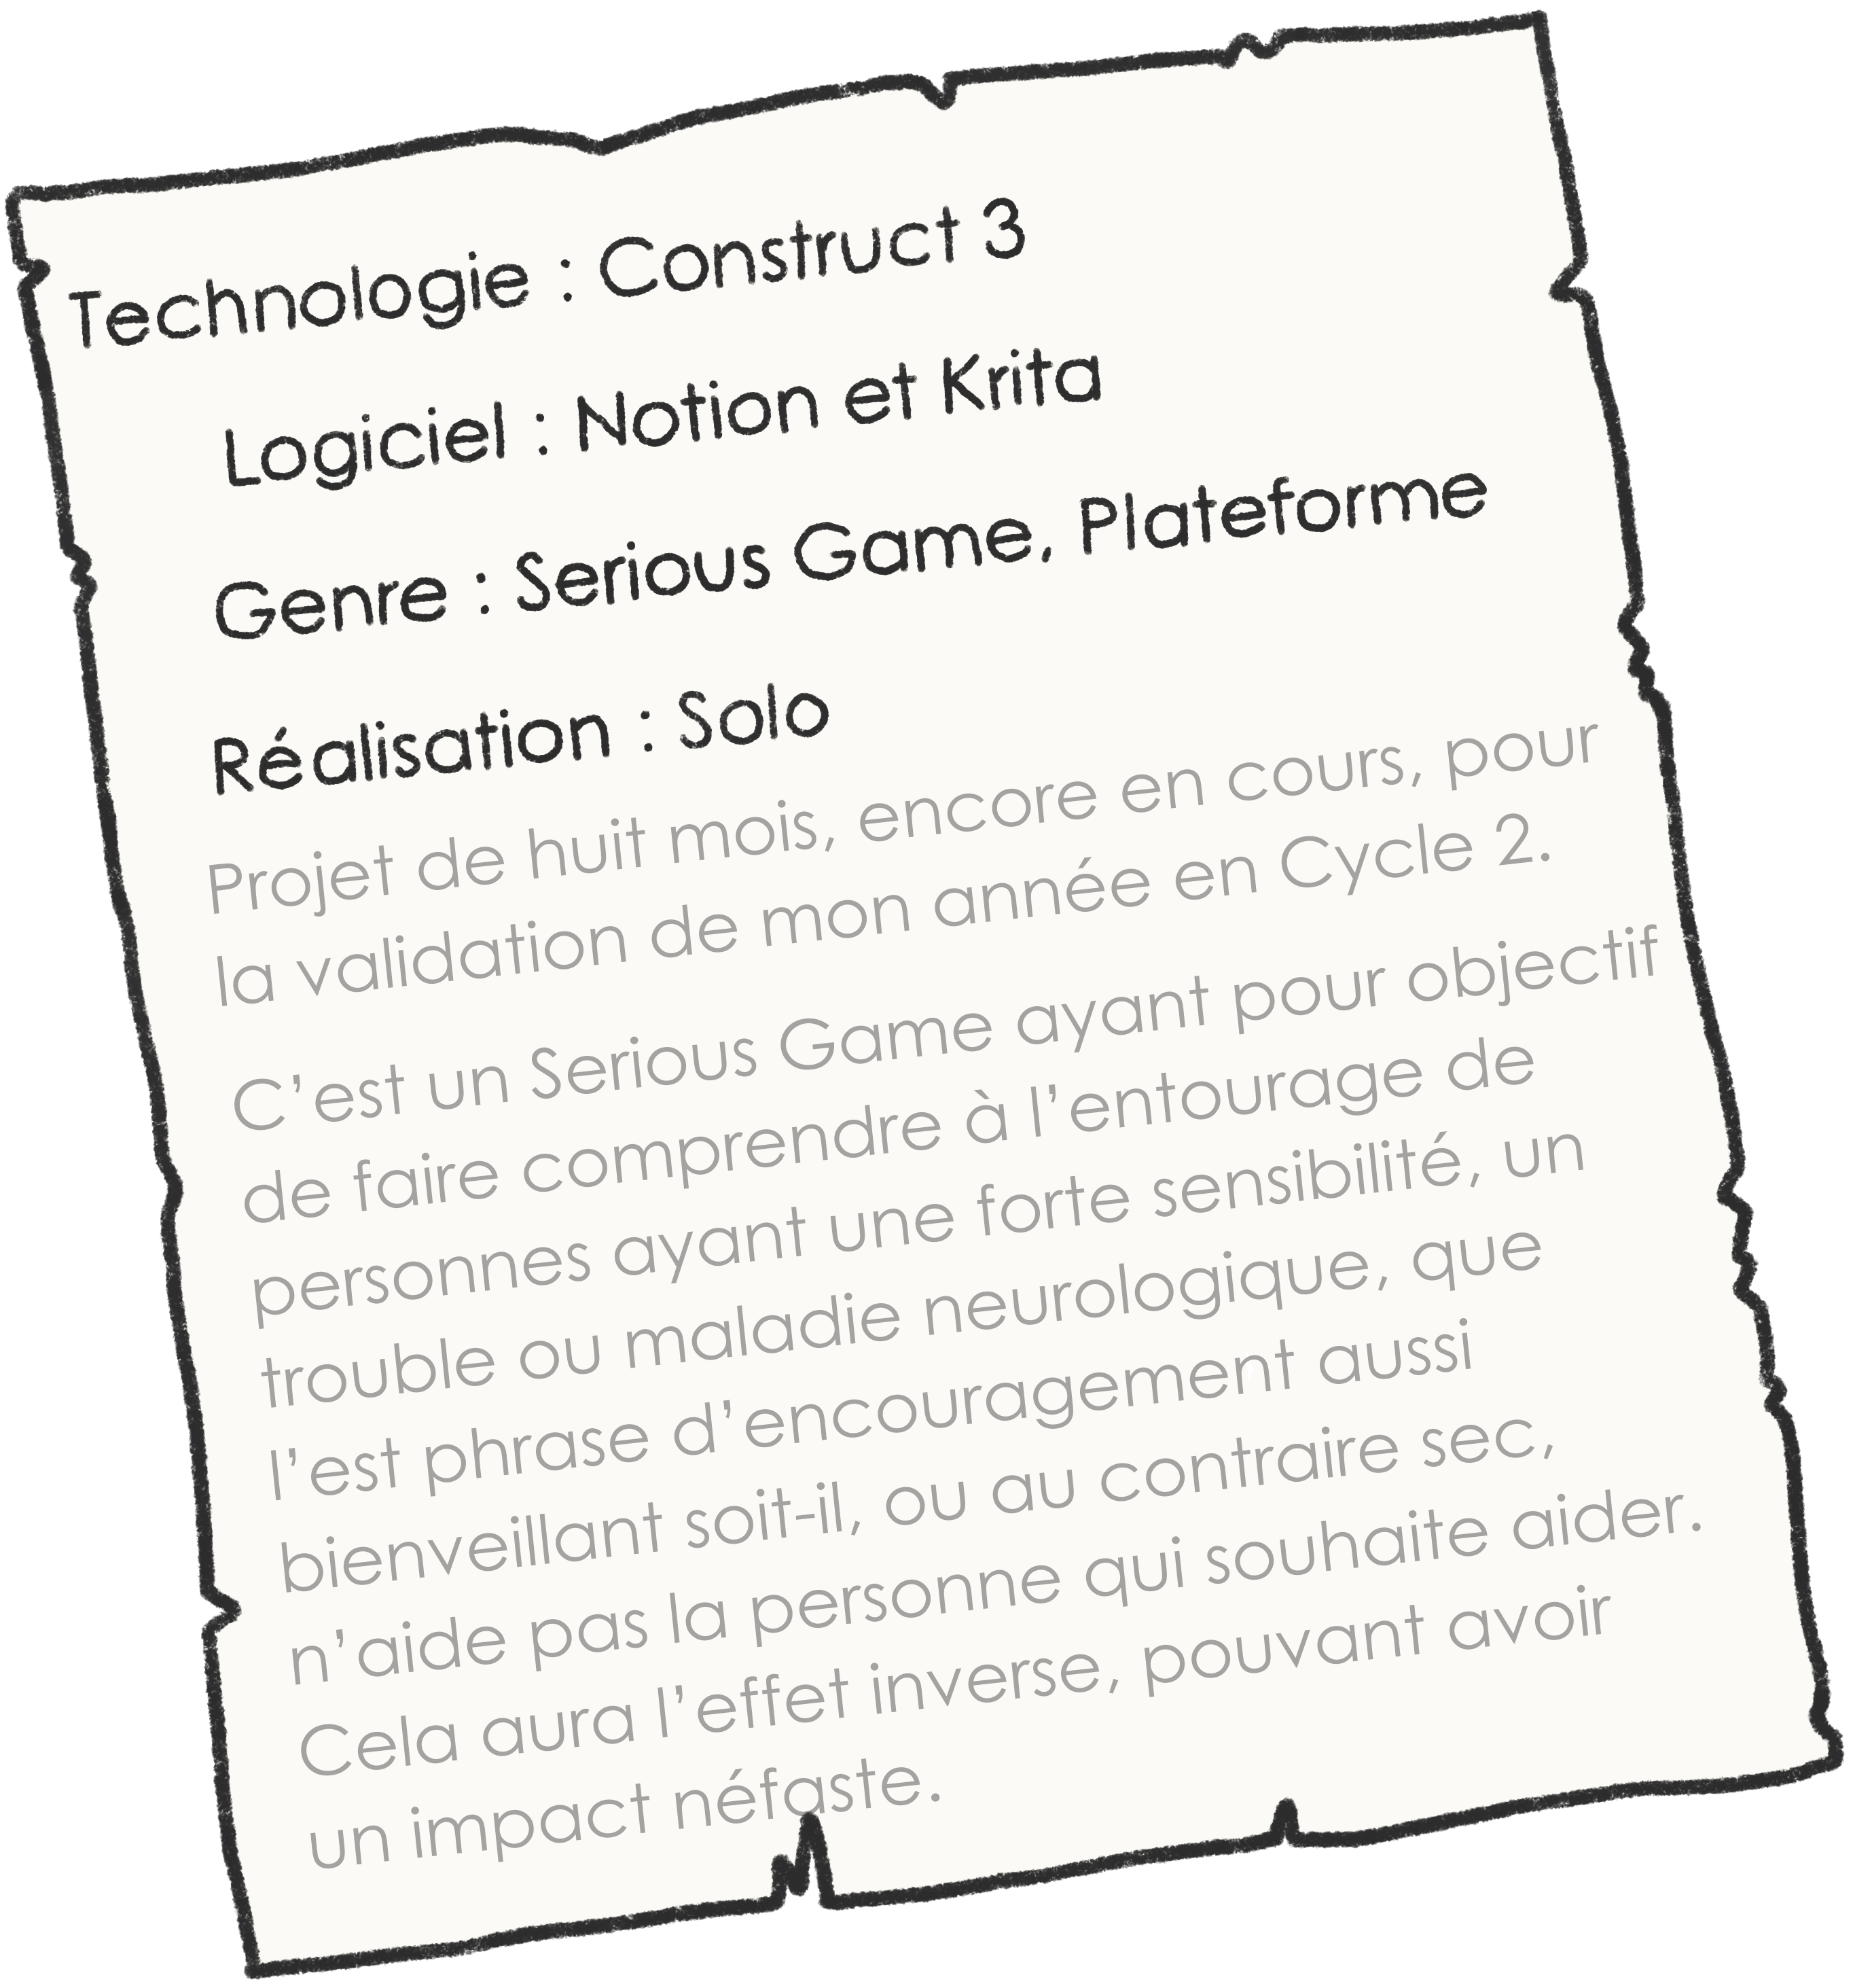 Technologie : Construct 3
Logiciel : Notion et Krita
Genre : Serious Game, Plateforme
Réalisation : Solo
Projet de huit mois, encore en cours, pour
la validation de mon année en Cycle 2.
C'est un Serious Game ayant pour objectif
de faire comprendre à l'entourage de
personnes ayant une forte sensibilité, un
trouble ou maladie neurologique, que
l'est phrase d'encouragement aussi
bienveillant soit-il, ou au contraire sec,
n'aide pas la personne qui souhaite aider.
Cela aura l'effet inverse, pouvant avoir
un impact néfaste.